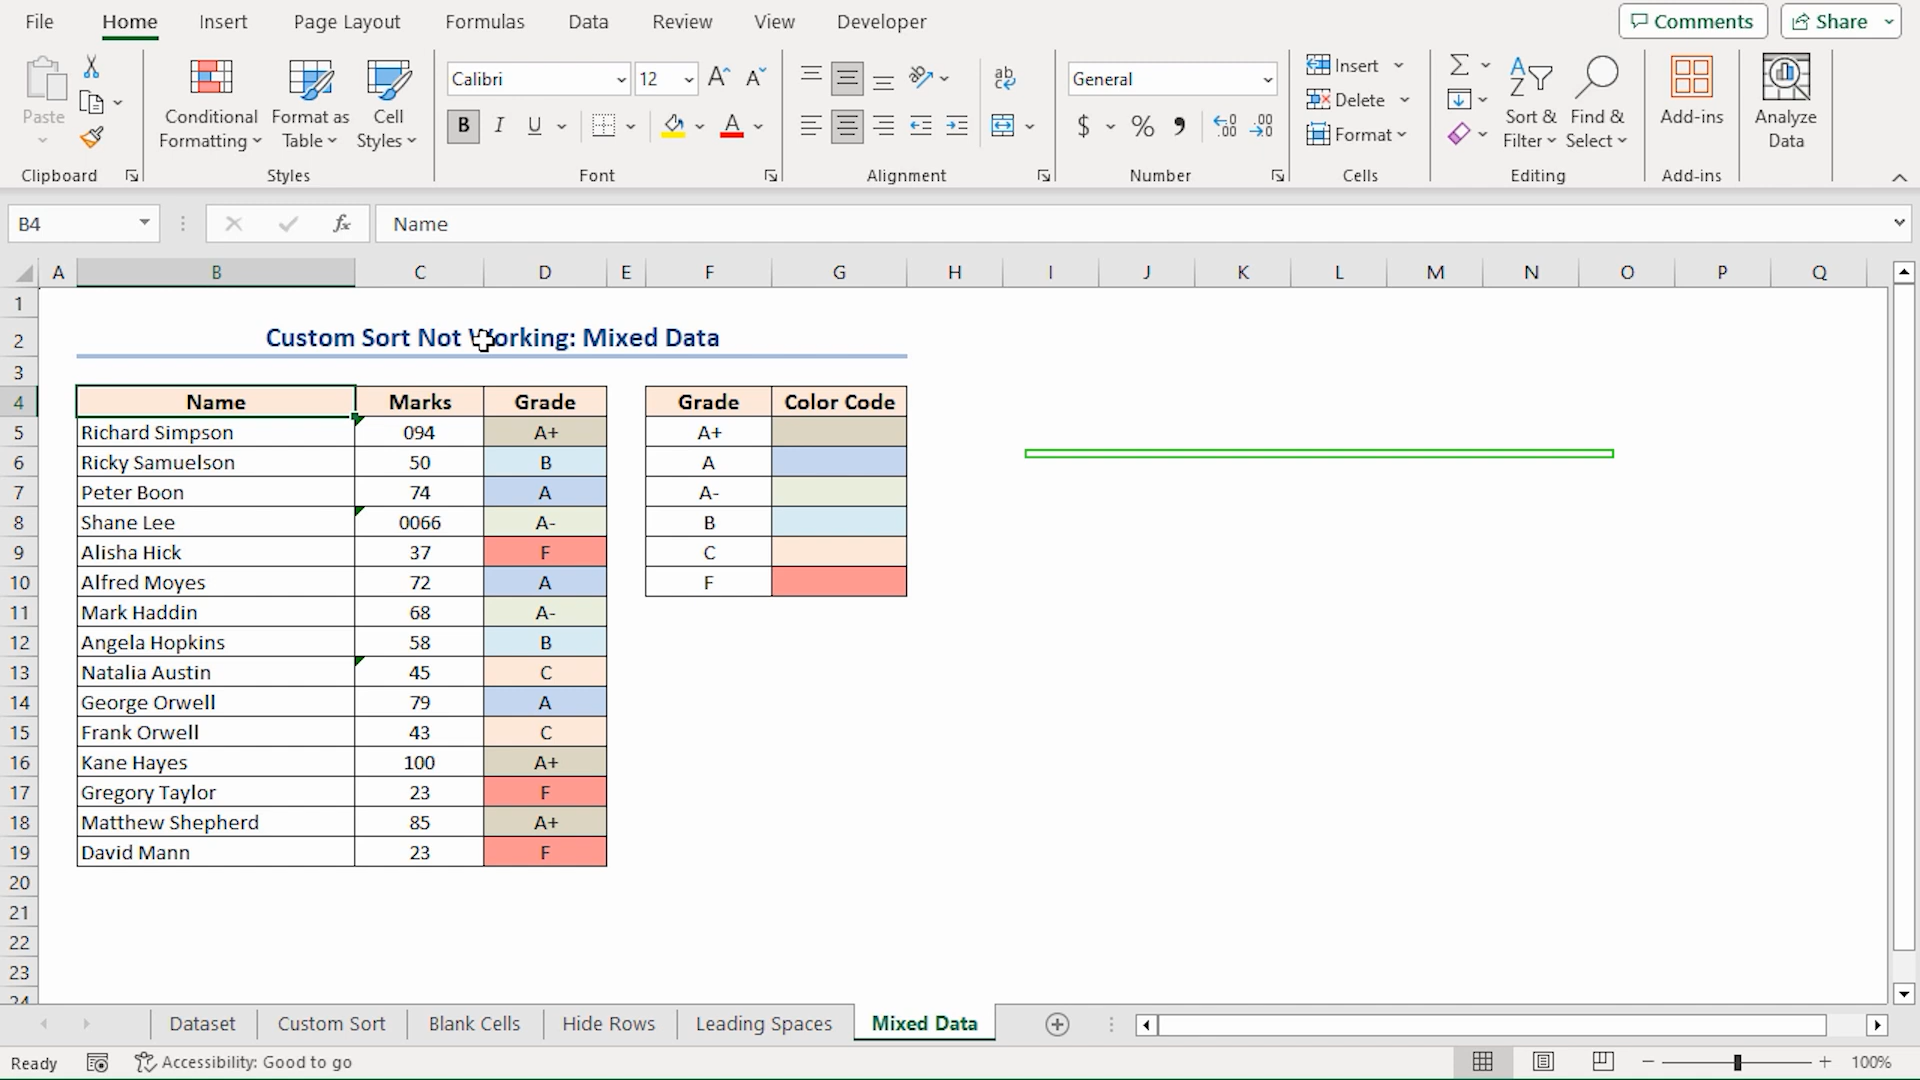 File Home Insert Page Layout Formulas Data Review View Developer Comments Share
Paste
Clipboard
Conditional Formatting
Format as Table
Cell Styles
Styles
Calibri 12 A A
B I U A
Font
ab
Alignment
General
$ % 9 .00
Number
Insert
Delete
Format
Cells
Sort & Filter
Find & Select
Editing
Add-ins
Add-ins
Analyze Data
B4 fx Name
A B C D E F G H I J K L M N O P Q
1
2 Custom Sort Not Working: Mixed Data
3
4 Name Marks Grade Grade Color Code
5 Richard Simpson 094 A+ A+
6 Ricky Samuelson 50 B A
7 Peter Boon 74 A A-
8 Shane Lee 0066 A- B
9 Alisha Hick 37 F C
10 Alfred Moyes 72 A F
11 Mark Haddin 68 A-
12 Angela Hopkins 58 B
13 Natalia Austin 45 C
14 George Orwell 79 A
15 Frank Orwell 43 C
16 Kane Hayes 100 A+
17 Gregory Taylor 23 F
18 Matthew Shepherd 85 A+
19 David Mann 23 F
20
21
22
23
24
Dataset Custom Sort Blank Cells Hide Rows Leading Spaces Mixed Data
Ready Accessibility: Good to go 100%